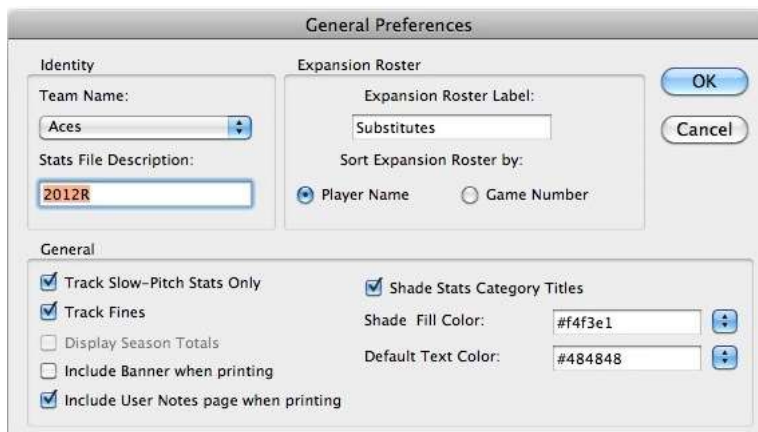 General Preferences
Identity
Team Name:
Aces
Stats File Description:
2012R
Expansion Roster
Expansion Roster Label:
Substitutes
Sort Expansion Roster by:
Player Name
Game Number
OK
Cancel
General
Track Slow-Pitch Stats Only
Track Fines
Display Season Totals
Include Banner when printing
Include User Notes page when printing
Shade Stats Category Titles
Shade Fill Color:
#f4f3e1
Default Text Color:
#484848